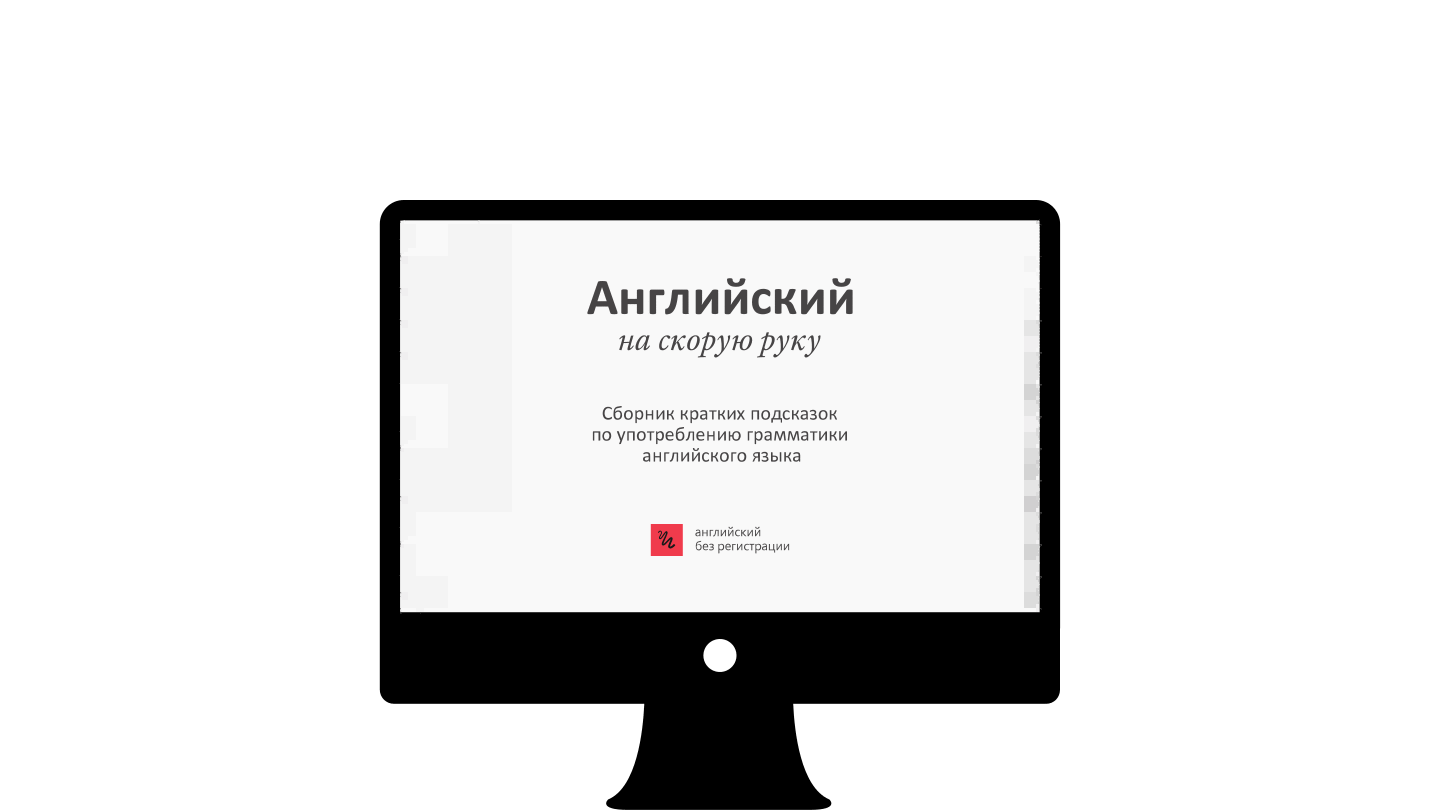 Английский
на скорую руку
Сборник кратких подсказок
по употреблению грамматики
английского языка
английский
без регистрации